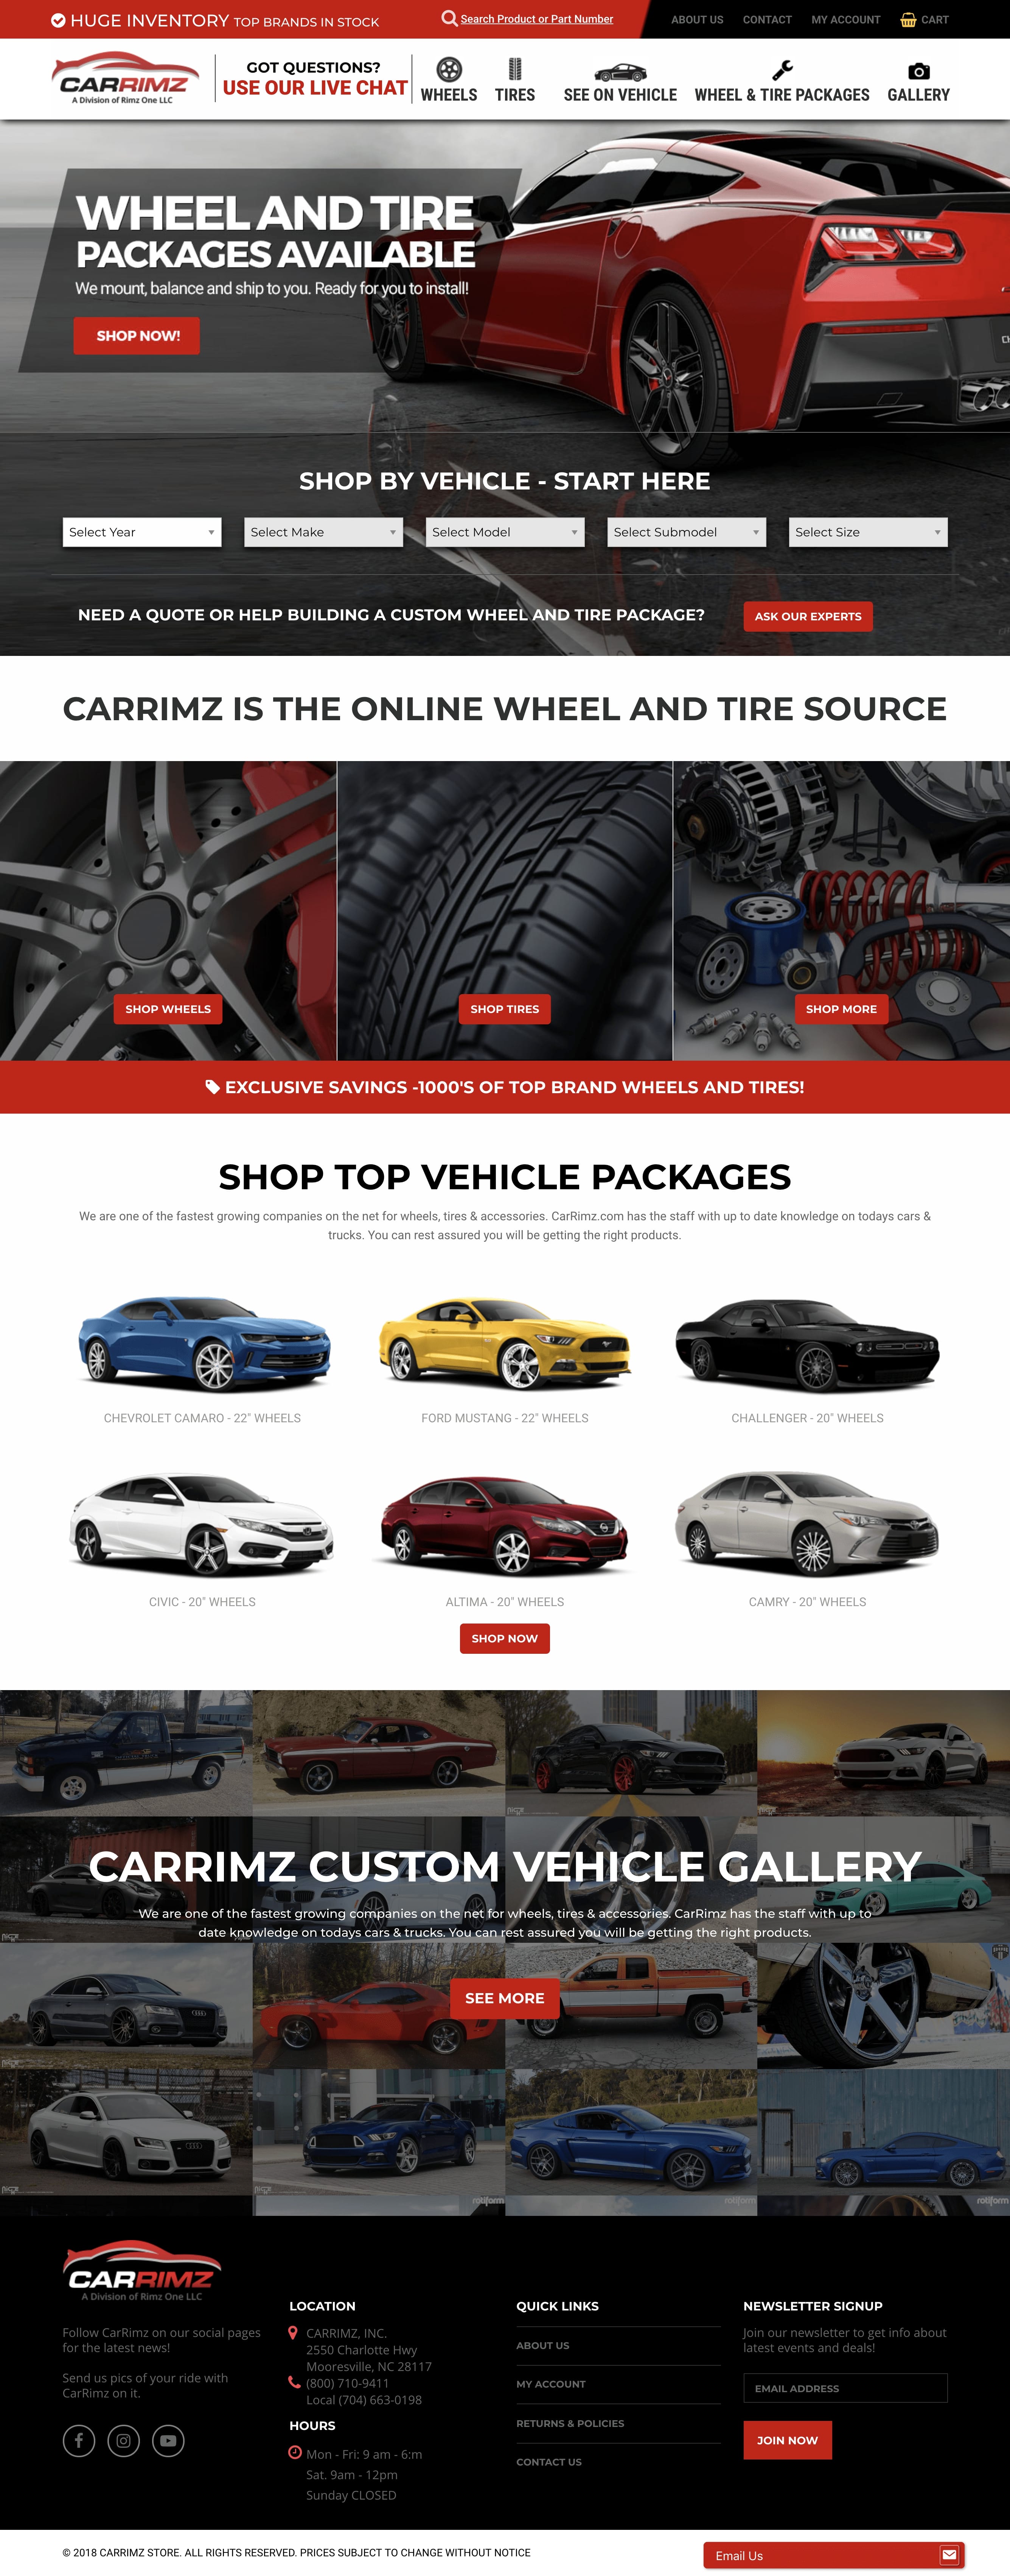 HUGE INVENTORY TOP BRANDS IN STOCK
Search Product or Part Number
ABOUT US
CONTACT
MY ACCOUNT
CART
CARRIMZ
A Division of Rimz One LLC
GOT QUESTIONS?
USE OUR LIVE CHAT
WHEELS
TIRES
SEE ON VEHICLE
WHEEL & TIRE PACKAGES
GALLERY
WHEEL AND TIRE
PACKAGES AVAILABLE
We mount, balance and ship to you. Ready for you to install!
SHOP NOW!
SHOP BY VEHICLE - START HERE
Select Year
Select Make
Select Model
Select Submodel
Select Size
NEED A QUOTE OR HELP BUILDING A CUSTOM WHEEL AND TIRE PACKAGE?
ASK OUR EXPERTS
CARRIMZ IS THE ONLINE WHEEL AND TIRE SOURCE
SHOP WHEELS
SHOP TIRES
SHOP MORE
EXCLUSIVE SAVINGS -1000'S OF TOP BRAND WHEELS AND TIRES!
SHOP TOP VEHICLE PACKAGES
We are one of the fastest growing companies on the net for wheels, tires & accessories. CarRimz.com has the staff with up to date knowledge on todays cars &
trucks. You can rest assured you will be getting the right products.
CHEVROLET CAMARO - 22" WHEELS
FORD MUSTANG - 22" WHEELS
CHALLENGER - 20" WHEELS
CIVIC - 20" WHEELS
ALTIMA - 20" WHEELS
CAMRY - 20" WHEELS
SHOP NOW
CARRIMZ CUSTOM VEHICLE GALLERY
We are one of the fastest growing companies on the net for wheels, tires & accessories. CarRimz has the staff with up to
date knowledge on todays cars & trucks. You can rest assured you will be getting the right products.
SEE MORE
rotiform
rotiform
rotiform
CARRIMZ
A Division of Rimz One LLC
Follow CarRimz on our social pages
for the latest news!
Send us pics of your ride with
CarRimz on it.
LOCATION
CARRIMZ, INC.
2550 Charlotte Hwy
Mooresville, NC 28117
(800) 710-9411
Local (704) 663-0198
HOURS
Mon - Fri: 9 am - 6:m
Sat. 9am - 12pm
Sunday CLOSED
QUICK LINKS
ABOUT US
MY ACCOUNT
RETURNS & POLICIES
CONTACT US
NEWSLETTER SIGNUP
Join our newsletter to get info about
latest events and deals!
EMAIL ADDRESS
JOIN NOW
© 2018 CARRIMZ STORE. ALL RIGHTS RESERVED. PRICES SUBJECT TO CHANGE WITHOUT NOTICE
Email Us